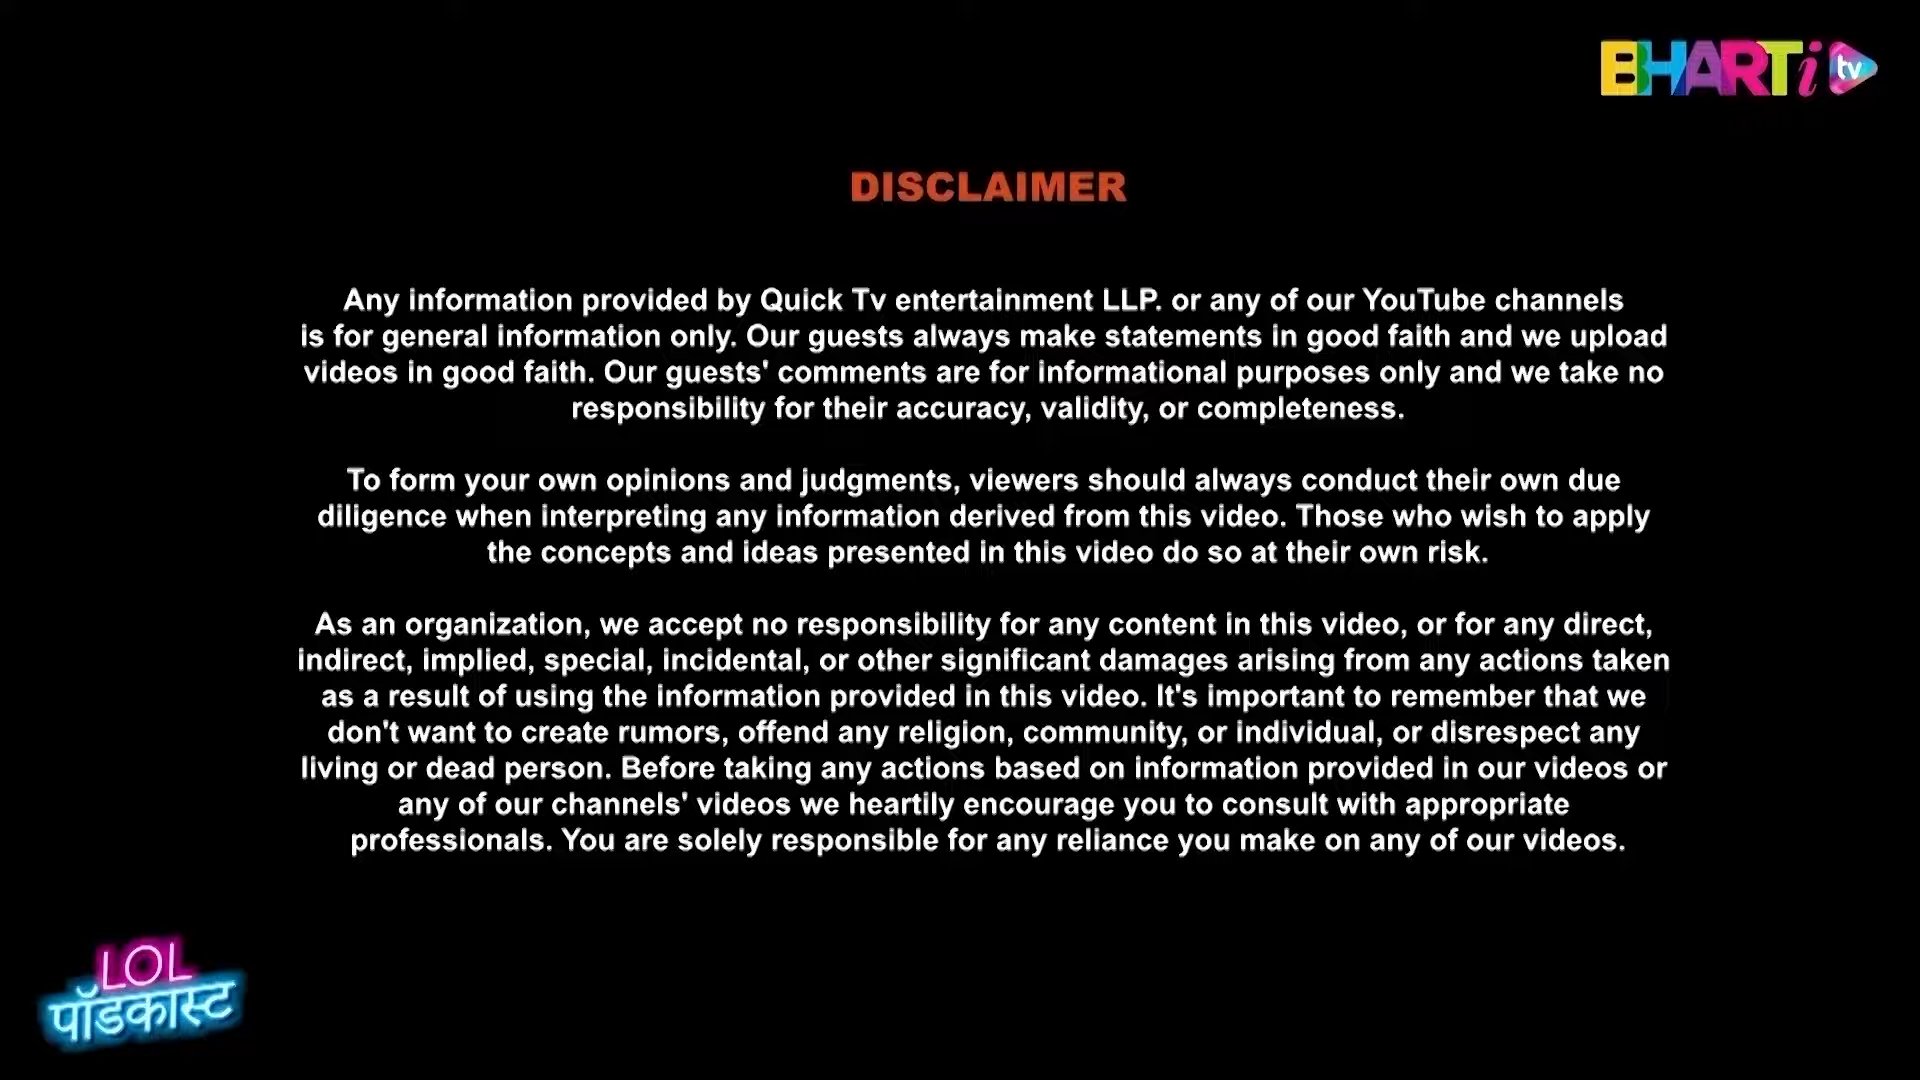 BHARTi tv
DISCLAIMER
Any information provided by Quick Tv entertainment LLP. or any of our YouTube channels
is for general information only. Our guests always make statements in good faith and we upload
videos in good faith. Our guests' comments are for informational purposes only and we take no
responsibility for their accuracy, validity, or completeness.
To form your own opinions and judgments, viewers should always conduct their own due
diligence when interpreting any information derived from this video. Those who wish to apply
the concepts and ideas presented in this video do so at their own risk.
As an organization, we accept no responsibility for any content in this video, or for any direct,
indirect, implied, special, incidental, or other significant damages arising from any actions taken
as a result of using the information provided in this video. It's important to remember that we
don't want to create rumors, offend any religion, community, or individual, or disrespect any
living or dead person. Before taking any actions based on information provided in our videos or
any of our channels' videos we heartily encourage you to consult with appropriate
professionals. You are solely responsible for any reliance you make on any of our videos.
LOL
पॉडकास्ट